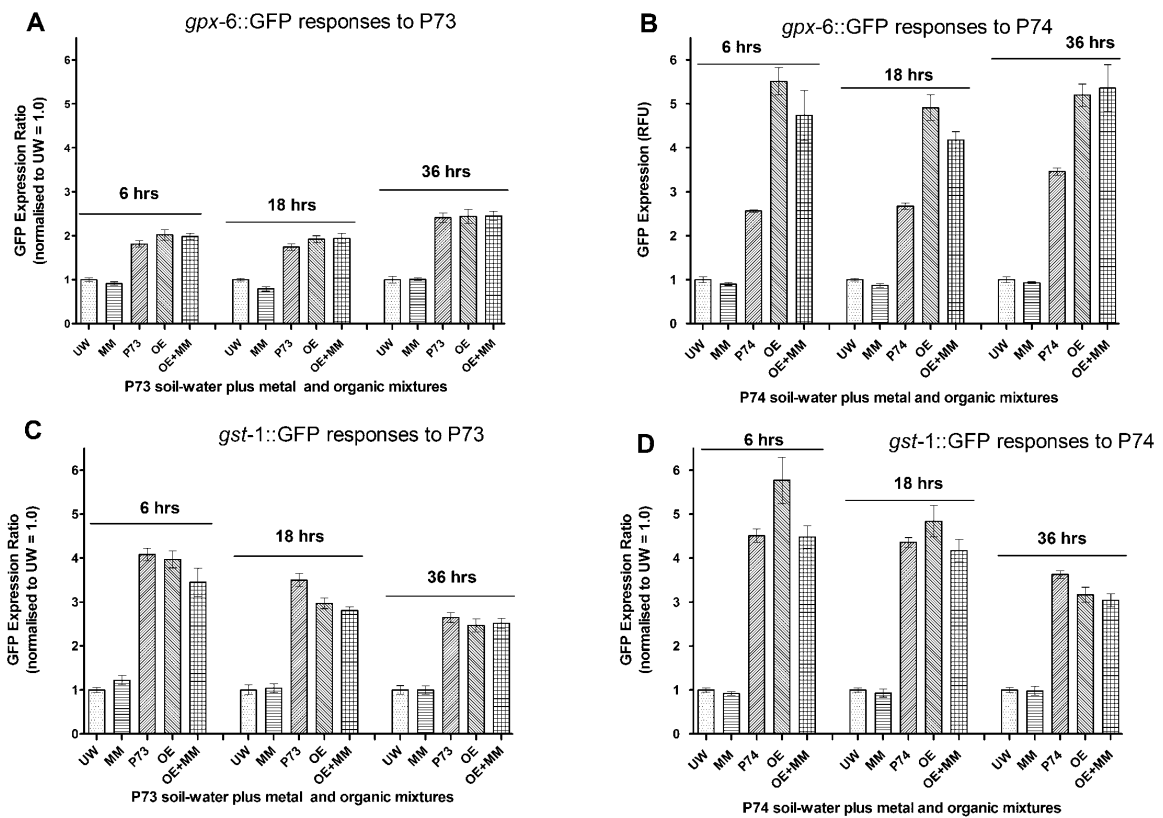 A
gpx-6::GFP responses to P73
GFP Expression Ratio
(normalised to UW = 1.0)
6
5
4
3
2
1
0
6 hrs
18 hrs
36 hrs
UW MM P73 OE OE+MM UW MM P73 OE OE+MM UW MM P73 OE OE+MM
P73 soil-water plus metal and organic mixtures
B
gpx-6::GFP responses to P74
GFP Expression (RFU)
6
5
4
3
2
1
0
6 hrs
18 hrs
36 hrs
UW MM P74 OE OE+MM UW MM P74 OE OE+MM UW MM P74 OE OE+MM
P74 soil-water plus metal and organic mixtures
C
gst-1::GFP responses to P73
GFP Expression Ratio
(normalised to UW = 1.0)
6
5
4
3
2
1
0
6 hrs
18 hrs
36 hrs
UW MM P73 OE OE+MM UW MM P73 OE OE+MM UW MM P73 OE OE+MM
P73 soil-water plus metal and organic mixtures
D
gst-1::GFP responses to P74
GFP Expression Ratio
(normalised to UW = 1.0)
6
5
4
3
2
1
0
6 hrs
18 hrs
36 hrs
UW MM P74 OE OE+MM UW MM P74 OE OE+MM UW MM P74 OE OE+MM
P74 soil-water plus metal and organic mixtures